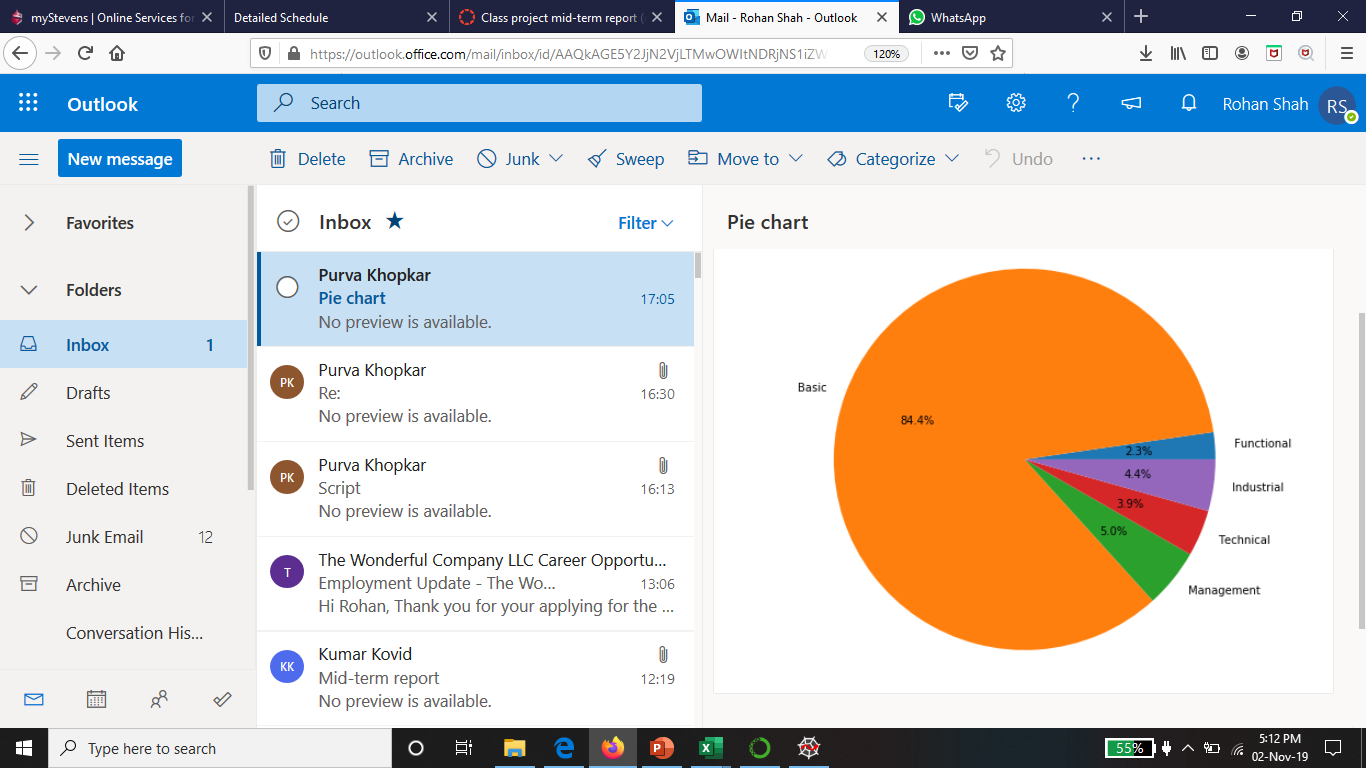 myStevens | Online Services for
Detailed Schedule
Class project mid-term report (
Mail - Rohan Shah - Outlook
WhatsApp
https://outlook.office.com/mail/inbox/id/AAQkAGE5Y2JjN2VjLTMwOWItNDRjNS1iZW
120%
Outlook
Search
Rohan Shah
RS
New message
Delete
Archive
Junk
Sweep
Move to
Categorize
Undo
Favorites
Folders
Inbox 1
Drafts
Sent Items
Deleted Items
Junk Email 12
Archive
Conversation His...
Inbox
Filter
Purva Khopkar
Pie chart 17:05
No preview is available.
PK
Purva Khopkar
Re: 16:30
No preview is available.
PK
Purva Khopkar
Script 16:13
No preview is available.
T
The Wonderful Company LLC Career Opportu...
Employment Update - The Wo... 13:06
Hi Rohan, Thank you for your applying for the ...
KK
Kumar Kovid
Mid-term report 12:19
No preview is available.
Pie chart
Basic
84.4%
Functional
2.3%
4.4%
Industrial
3.9%
Technical
5.0%
Management
Type here to search
55%
5:12 PM
02-Nov-19